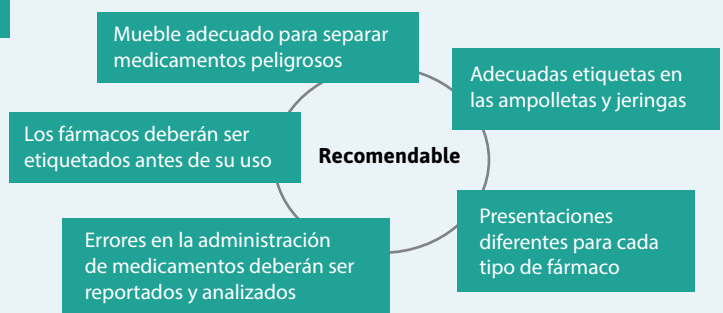 Mueble adecuado para separar
medicamentos peligrosos
Adecuadas etiquetas en
las ampolletas y jeringas
Los fármacos deberán ser
etiquetados antes de su uso
Recomendable
Presentaciones
diferentes para cada
tipo de fármaco
Errores en la administración
de medicamentos deberán ser
reportados y analizados